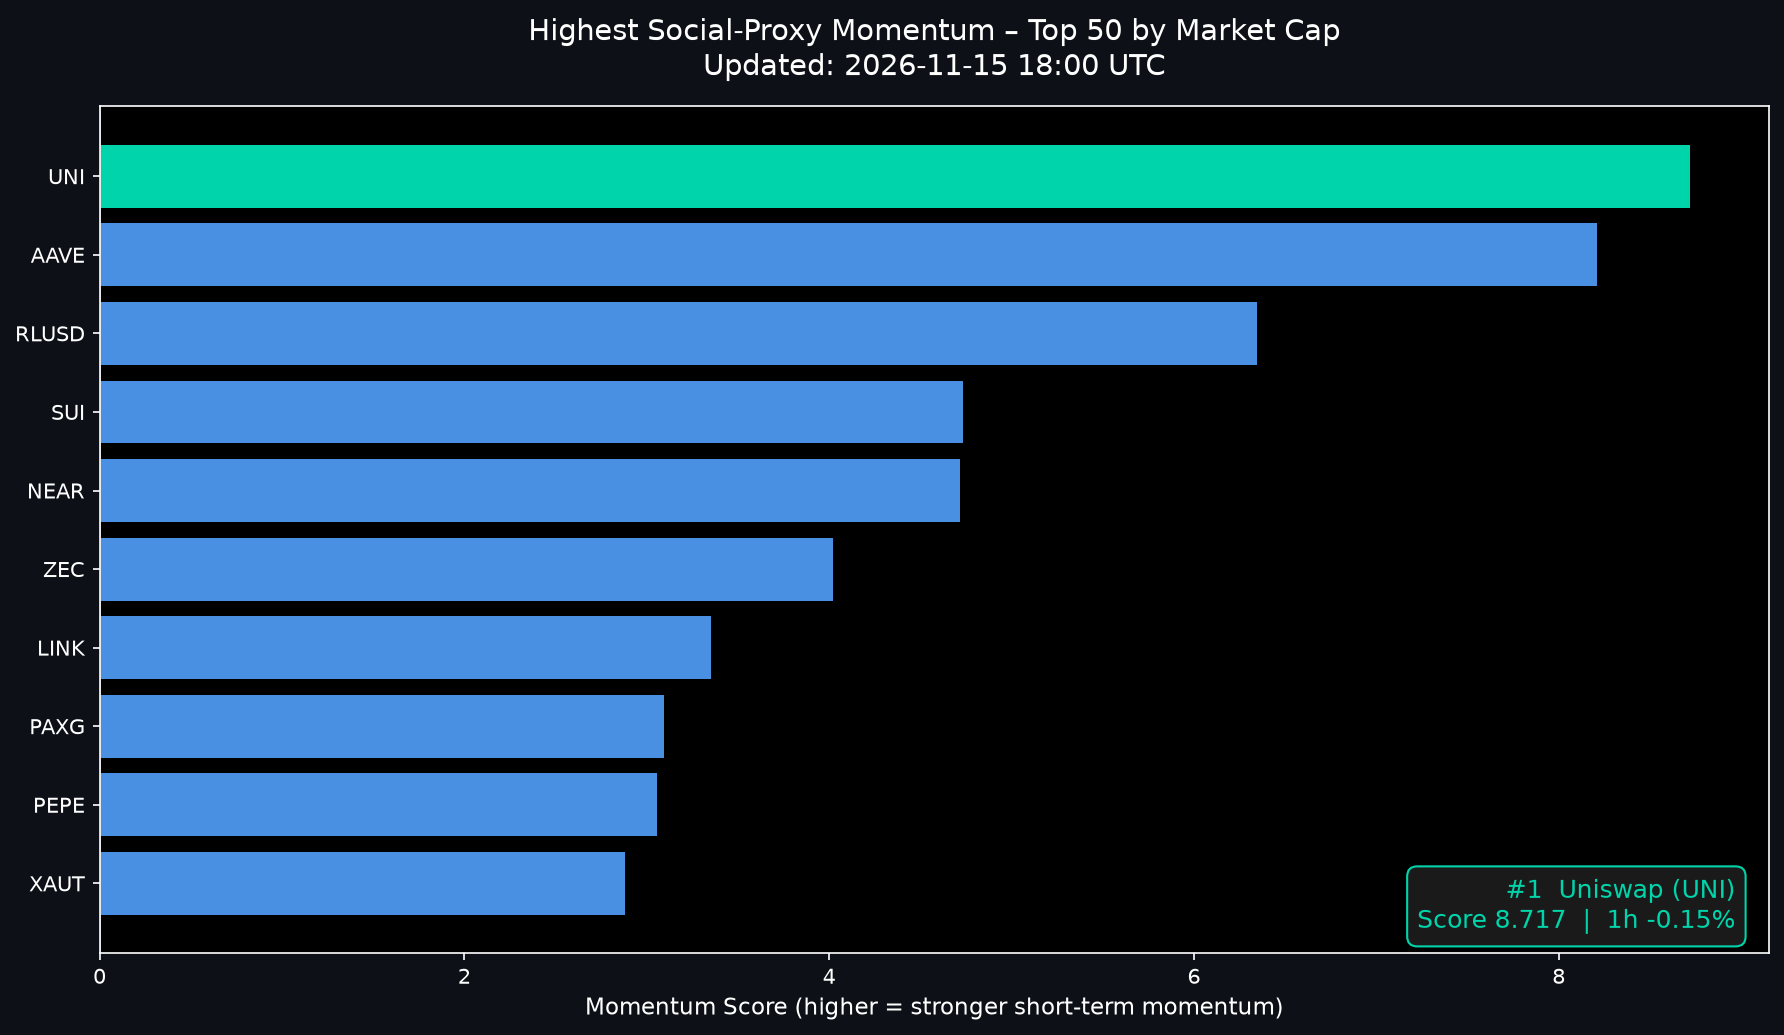 Highest Social-Proxy Momentum – Top 50 by Market Cap
Updated: 2026-11-15 18:00 UTC
UNI
AAVE
RLUSD
SUI
NEAR
ZEC
LINK
PAXG
PEPE
XAUT
#1  Uniswap (UNI)
Score 8.717  |  1h -0.15%
0 2 4 6 8
Momentum Score (higher = stronger short-term momentum)